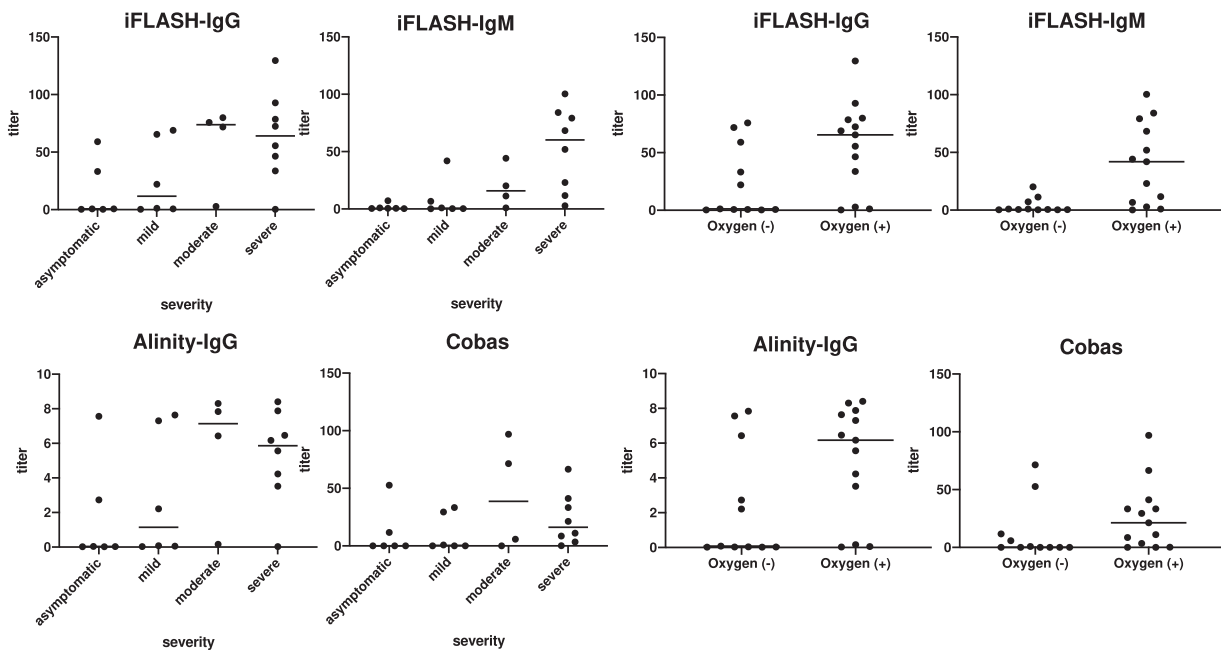 iFLASH-IgG
150
100
50
0
titer
asymptomatic
mild
moderate
severe
severity
iFLASH-IgM
150
100
50
0
titer
asymptomatic
mild
moderate
severe
severity
iFLASH-IgG
150
100
50
0
titer
Oxygen (-)
Oxygen (+)
iFLASH-IgM
150
100
50
0
titer
Oxygen (-)
Oxygen (+)
Alinity-IgG
10
8
6
4
2
0
titer
asymptomatic
mild
moderate
severe
severity
Cobas
150
100
50
0
titer
asymptomatic
mild
moderate
severe
severity
Alinity-IgG
10
8
6
4
2
0
titer
Oxygen (-)
Oxygen (+)
Cobas
150
100
50
0
titer
Oxygen (-)
Oxygen (+)